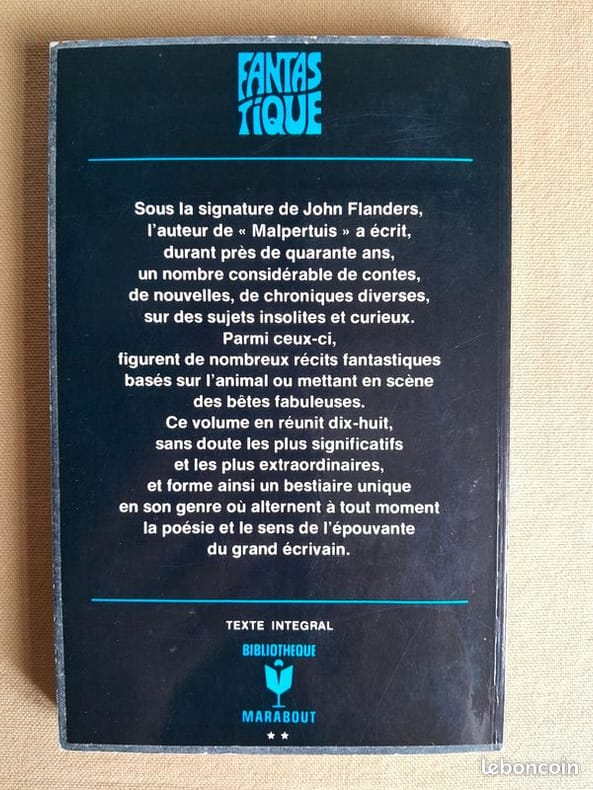 FANTAS
TIQUE
Sous la signature de John Flanders,
l'auteur de « Malpertuis » a écrit,
durant près de quarante ans,
un nombre considérable de contes,
de nouvelles, de chroniques diverses,
sur des sujets insolites et curieux.
Parmi ceux-ci,
figurent de nombreux récits fantastiques
basés sur l'animal ou mettant en scène
des bêtes fabuleuses.
Ce volume en réunit dix-huit,
sans doute les plus significatifs
et les plus extraordinaires,
et forme ainsi un bestiaire unique
en son genre où alternent à tout moment
la poésie et le sens de l'épouvante
du grand écrivain.
TEXTE INTEGRAL
BIBLIOTHEQUE
MARABOUT
★★
leboncoin